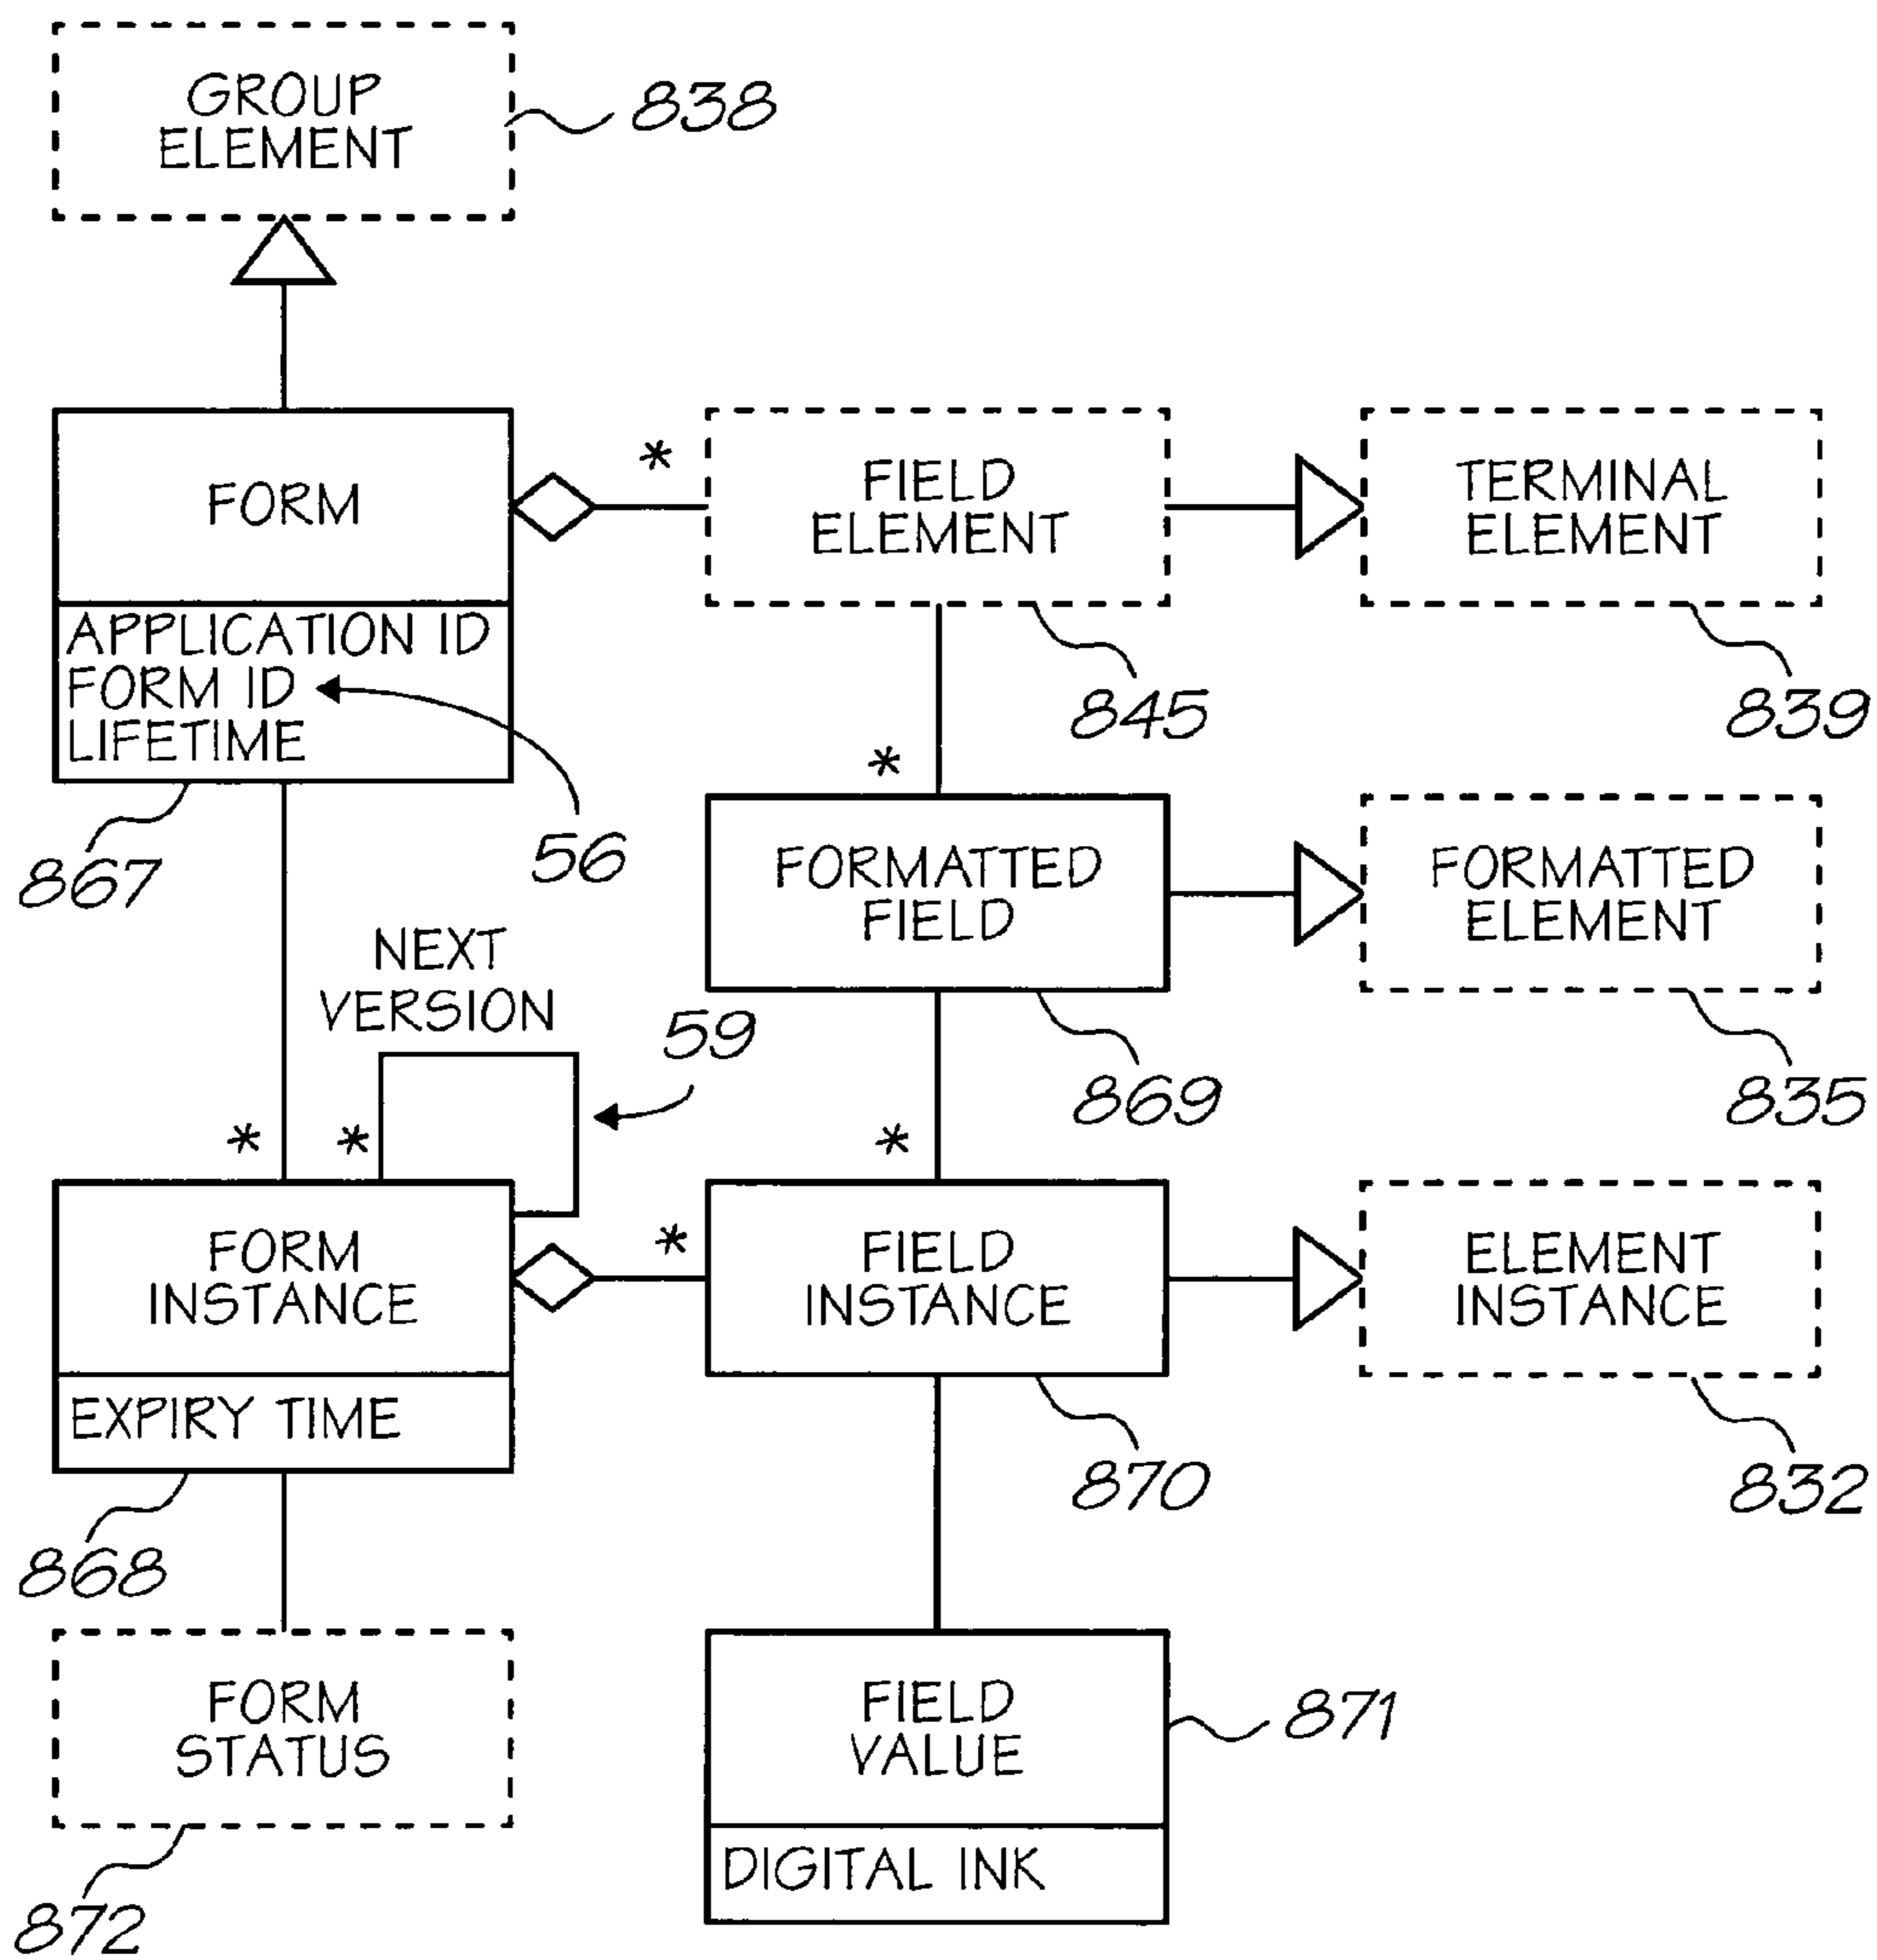 GROUP
ELEMENT
838
FORM
*
FIELD
ELEMENT
TERMINAL
ELEMENT
APPLICATION ID
FORM ID
LIFETIME
56
867
845
839
*
FORMATTED
FIELD
FORMATTED
ELEMENT
869
835
NEXT
VERSION
59
*
*
*
FORM
INSTANCE
*
FIELD
INSTANCE
ELEMENT
INSTANCE
EXPIRY TIME
868
870
832
FORM
STATUS
872
FIELD
VALUE
871
DIGITAL INK